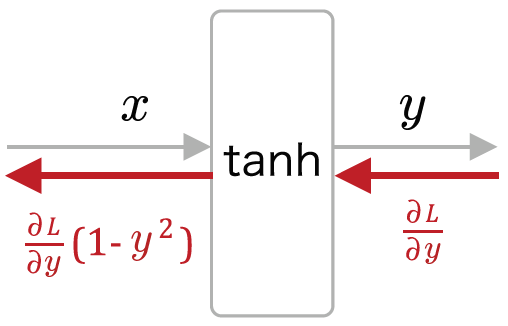 x
y
tanh
∂L/∂y (1- y²)
∂L/∂y